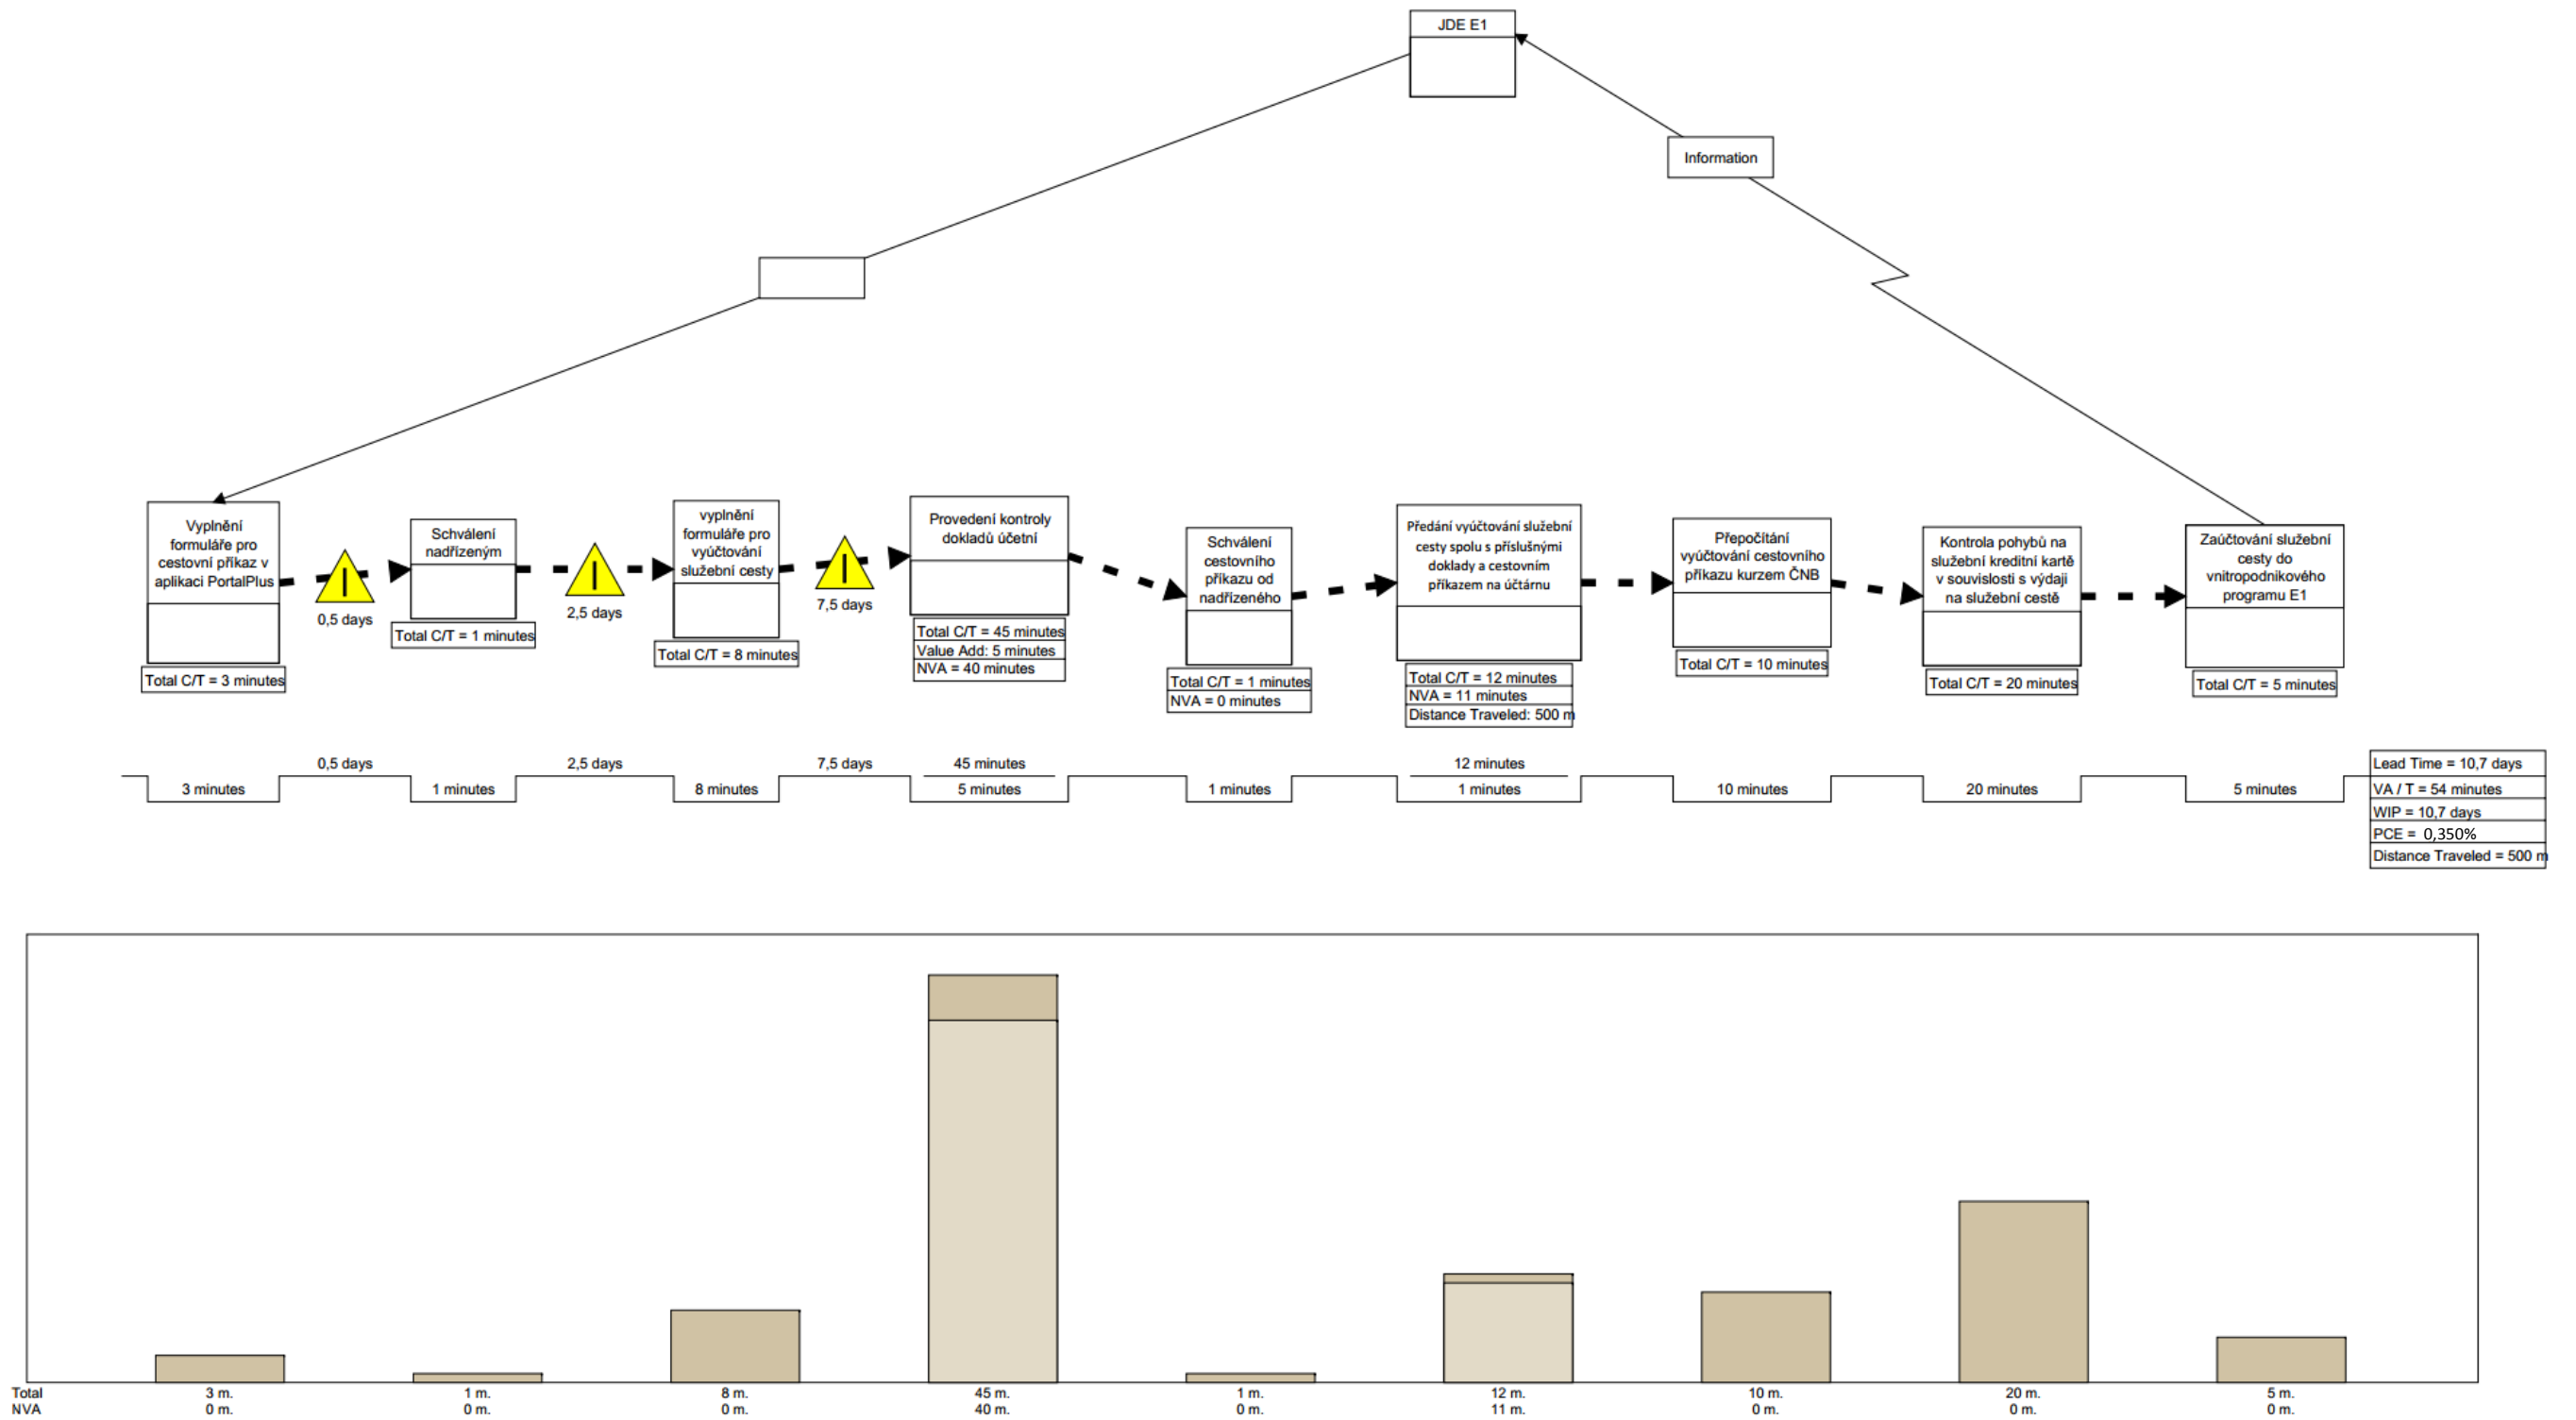 JDE E1
Information
Vyplnění
formuláře pro
cestovní příkaz v
aplikaci PortalPlus
Total C/T = 3 minutes
0,5 days
Schválení
nadřízeným
Total C/T = 1 minutes
2,5 days
vyplnění
formuláře pro
vyúčtování
služební cesty
Total C/T = 8 minutes
7,5 days
Provedení kontroly
dokladů účetní
Total C/T = 45 minutes
Value Add: 5 minutes
NVA = 40 minutes
Schválení
cestovního
příkazu od
nadřízeného
Total C/T = 1 minutes
NVA = 0 minutes
Předání vyúčtování služební
cesty spolu s příslušnými
doklady a cestovním
příkazem na účtárnu
Total C/T = 12 minutes
NVA = 11 minutes
Distance Traveled: 500 m
Přepočítání
vyúčtování cestovního
příkazu kurzem ČNB
Total C/T = 10 minutes
Kontrola pohybů na
služební kreditní kartě
v souvislosti s výdaji
na služební cestě
Total C/T = 20 minutes
Zaúčtování služební
cesty do
vnitropodnikového
programu E1
Total C/T = 5 minutes
0,5 days 2,5 days 7,5 days 45 minutes 12 minutes
3 minutes 1 minutes 8 minutes 5 minutes 1 minutes 1 minutes 10 minutes 20 minutes 5 minutes
Lead Time = 10,7 days
VA / T = 54 minutes
WIP = 10,7 days
PCE = 0,350%
Distance Traveled = 500 m
Total 3 m. 1 m. 8 m. 45 m. 1 m. 12 m. 10 m. 20 m. 5 m.
NVA 0 m. 0 m. 0 m. 40 m. 0 m. 11 m. 0 m. 0 m. 0 m.